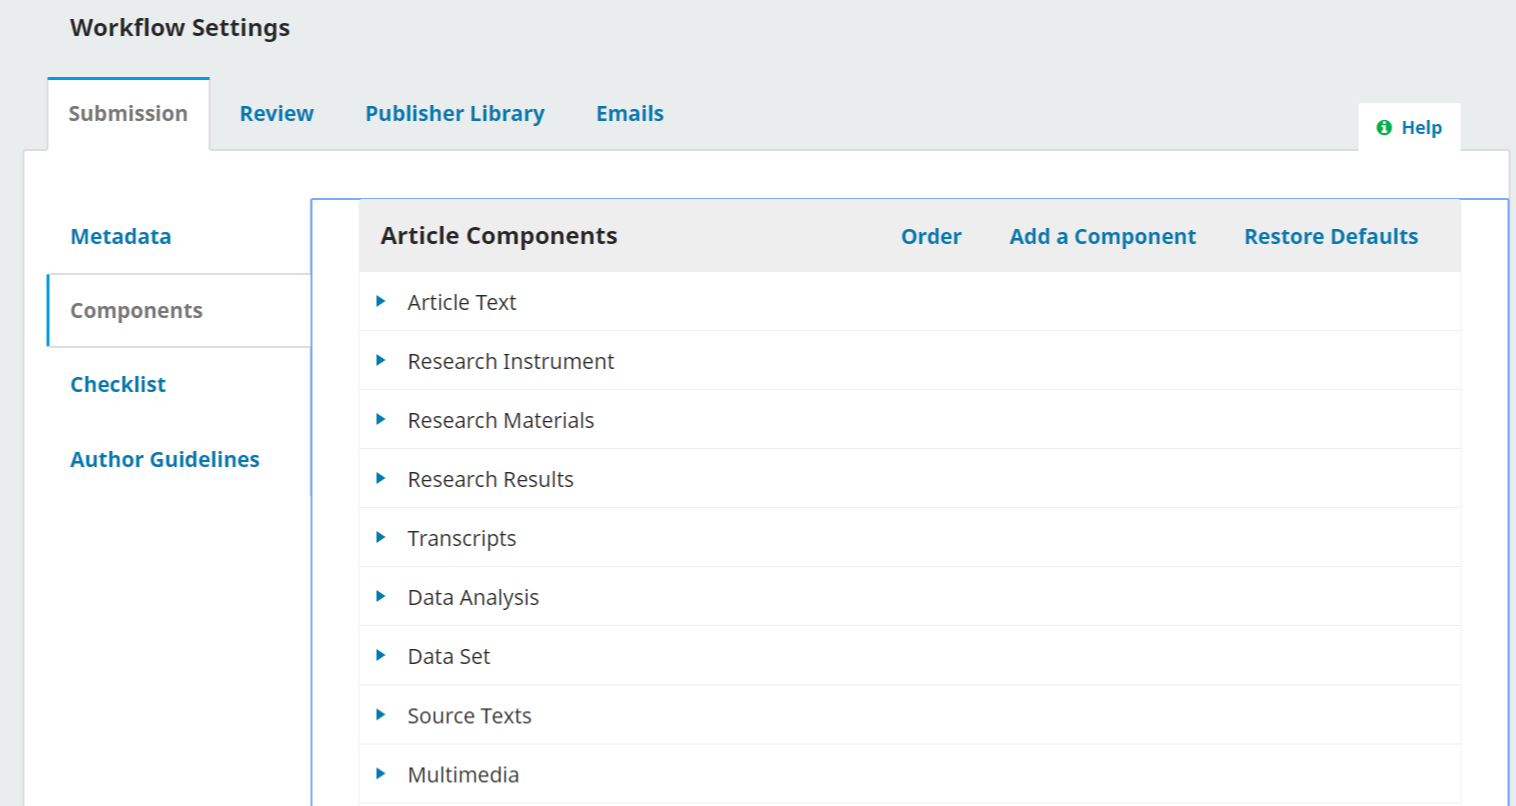 Workflow Settings
Submission Review Publisher Library Emails
Help
Metadata
Components
Checklist
Author Guidelines
Article Components Order Add a Component Restore Defaults
Article Text
Research Instrument
Research Materials
Research Results
Transcripts
Data Analysis
Data Set
Source Texts
Multimedia